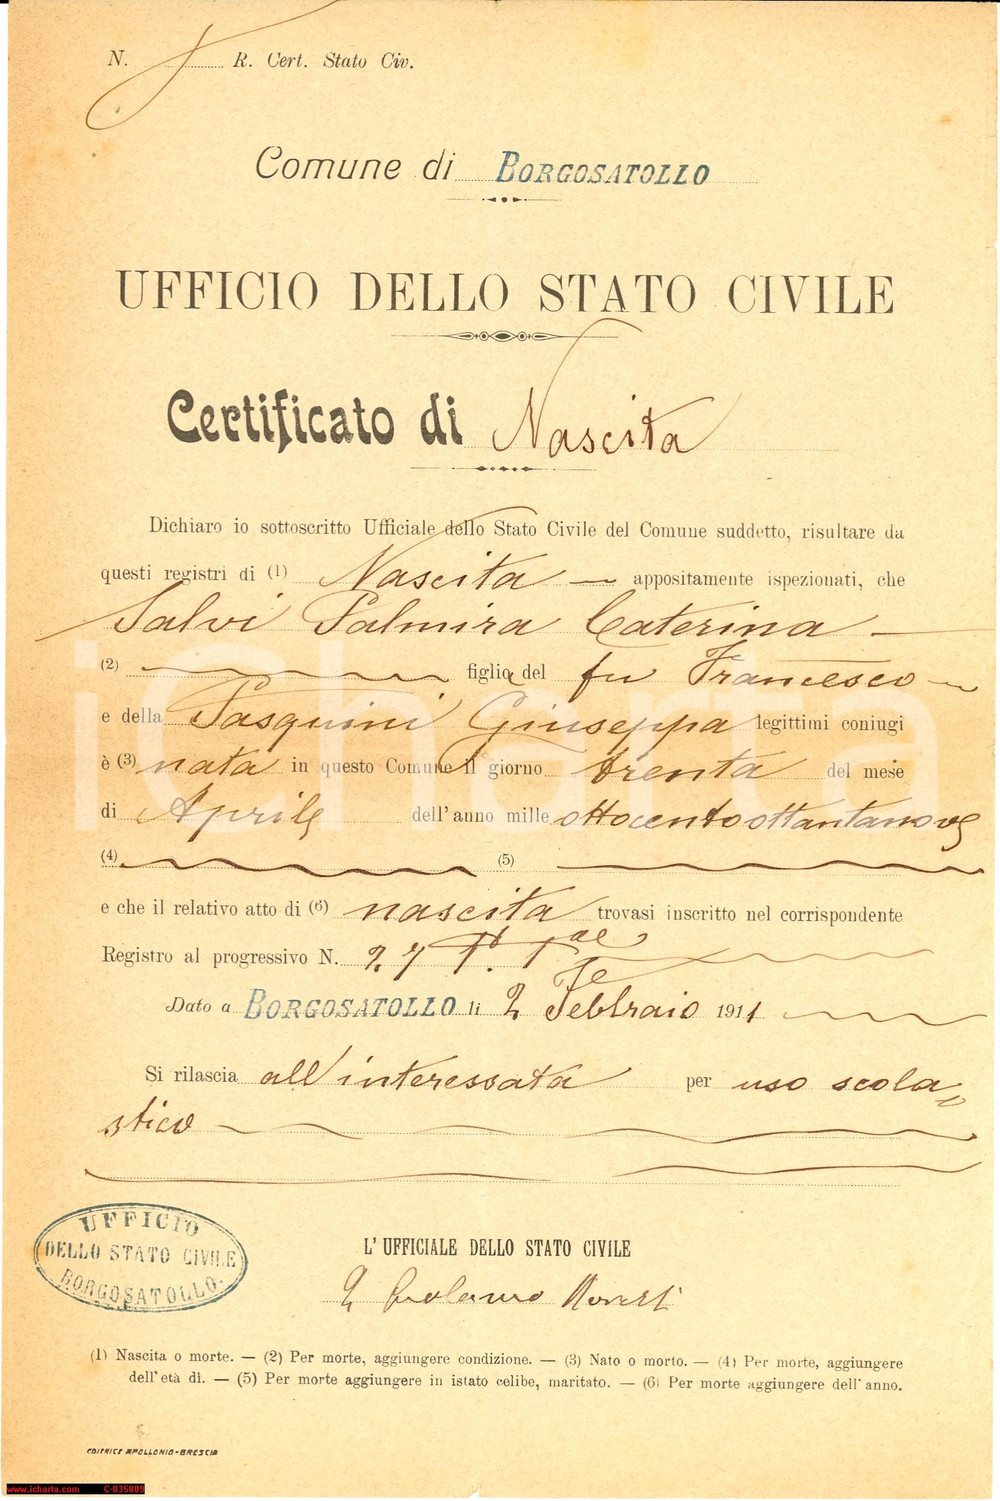 N. R. Cert. Stato Civ.
Comune di BORGOSATOLLO
UFFICIO DELLO STATO CIVILE
Certificato di Nascita
Dichiaro io sottoscritto Ufficiale dello Stato Civile del Comune suddetto, risultare da
questi registri di (1) Nascita appositamente ispezionati, che
Salvi Palmira Caterina
(2) figlia del fu Francesco
e della Pasquini Giuseppa legittimi coniugi
è (3) nata in questo Comune il giorno trenta del mese
di Aprile dell'anno mille ottocentoottantanove
(4) (5)
e che il relativo atto di (6) nascita trovasi inscritto nel corrispondente
Registro al progressivo N. 27 P. Iae Ie
Dato a BORGOSATOLLO li 2 Febbraio 1911
Si rilascia all'interessata per uso scola
stico
UFFICIO
DELLO STATO CIVILE
BORGOSATOLLO.
L'UFFICIALE DELLO STATO CIVILE
(1) Nascita o morte. — (2) Per morte, aggiungere condizione. — (3) Nato o morto. — (4) Per morte, aggiungere
dell'età di. — (5) Per morte aggiungere in istato celibe, maritato. — (6) Per morte aggiungere dell'anno.
EDITRICE APOLLONIO-BRESCIA
iCharta
www.icharta.com C-035809